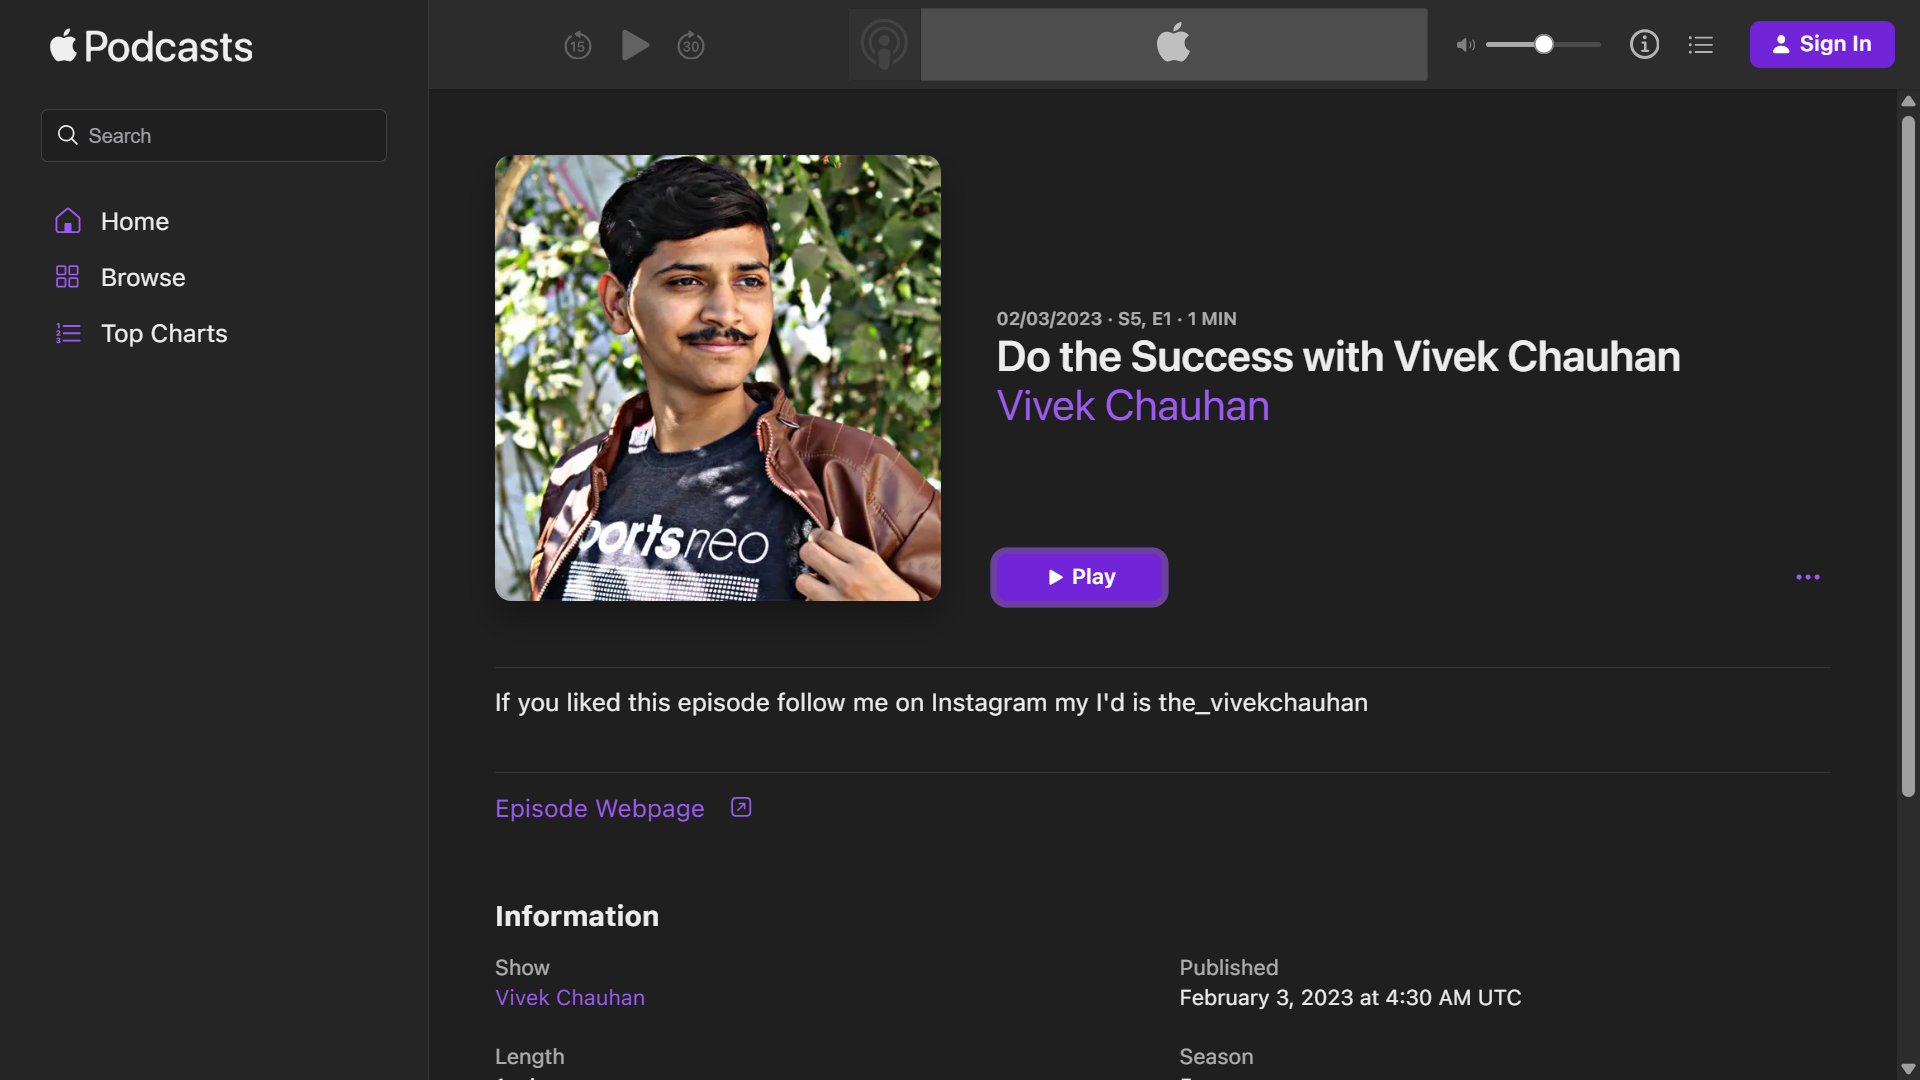 Podcasts
Search
Home
Browse
Top Charts
15
30
Sign In
02/03/2023 · S5, E1 · 1 MIN
Do the Success with Vivek Chauhan
Vivek Chauhan
Play
portsneo
If you liked this episode follow me on Instagram my I'd is the_vivekchauhan
Episode Webpage
Information
Show
Vivek Chauhan
Published
February 3, 2023 at 4:30 AM UTC
Length
Season